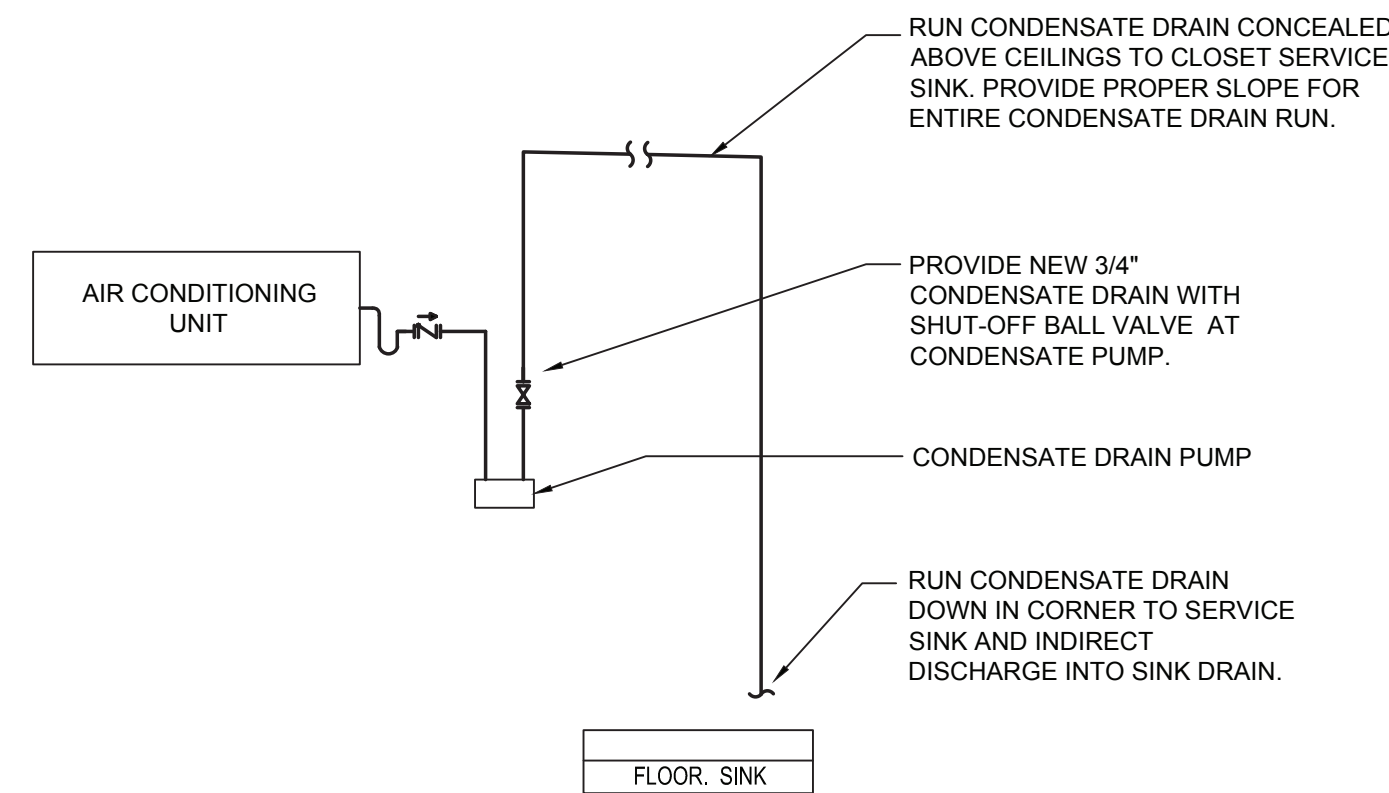 RUN CONDENSATE DRAIN CONCEALED
ABOVE CEILINGS TO CLOSET SERVICE
SINK. PROVIDE PROPER SLOPE FOR
ENTIRE CONDENSATE DRAIN RUN.
AIR CONDITIONING
UNIT
PROVIDE NEW 3/4"
CONDENSATE DRAIN WITH
SHUT-OFF BALL VALVE AT
CONDENSATE PUMP.
CONDENSATE DRAIN PUMP
RUN CONDENSATE DRAIN
DOWN IN CORNER TO SERVICE
SINK AND INDIRECT
DISCHARGE INTO SINK DRAIN.
FLOOR. SINK